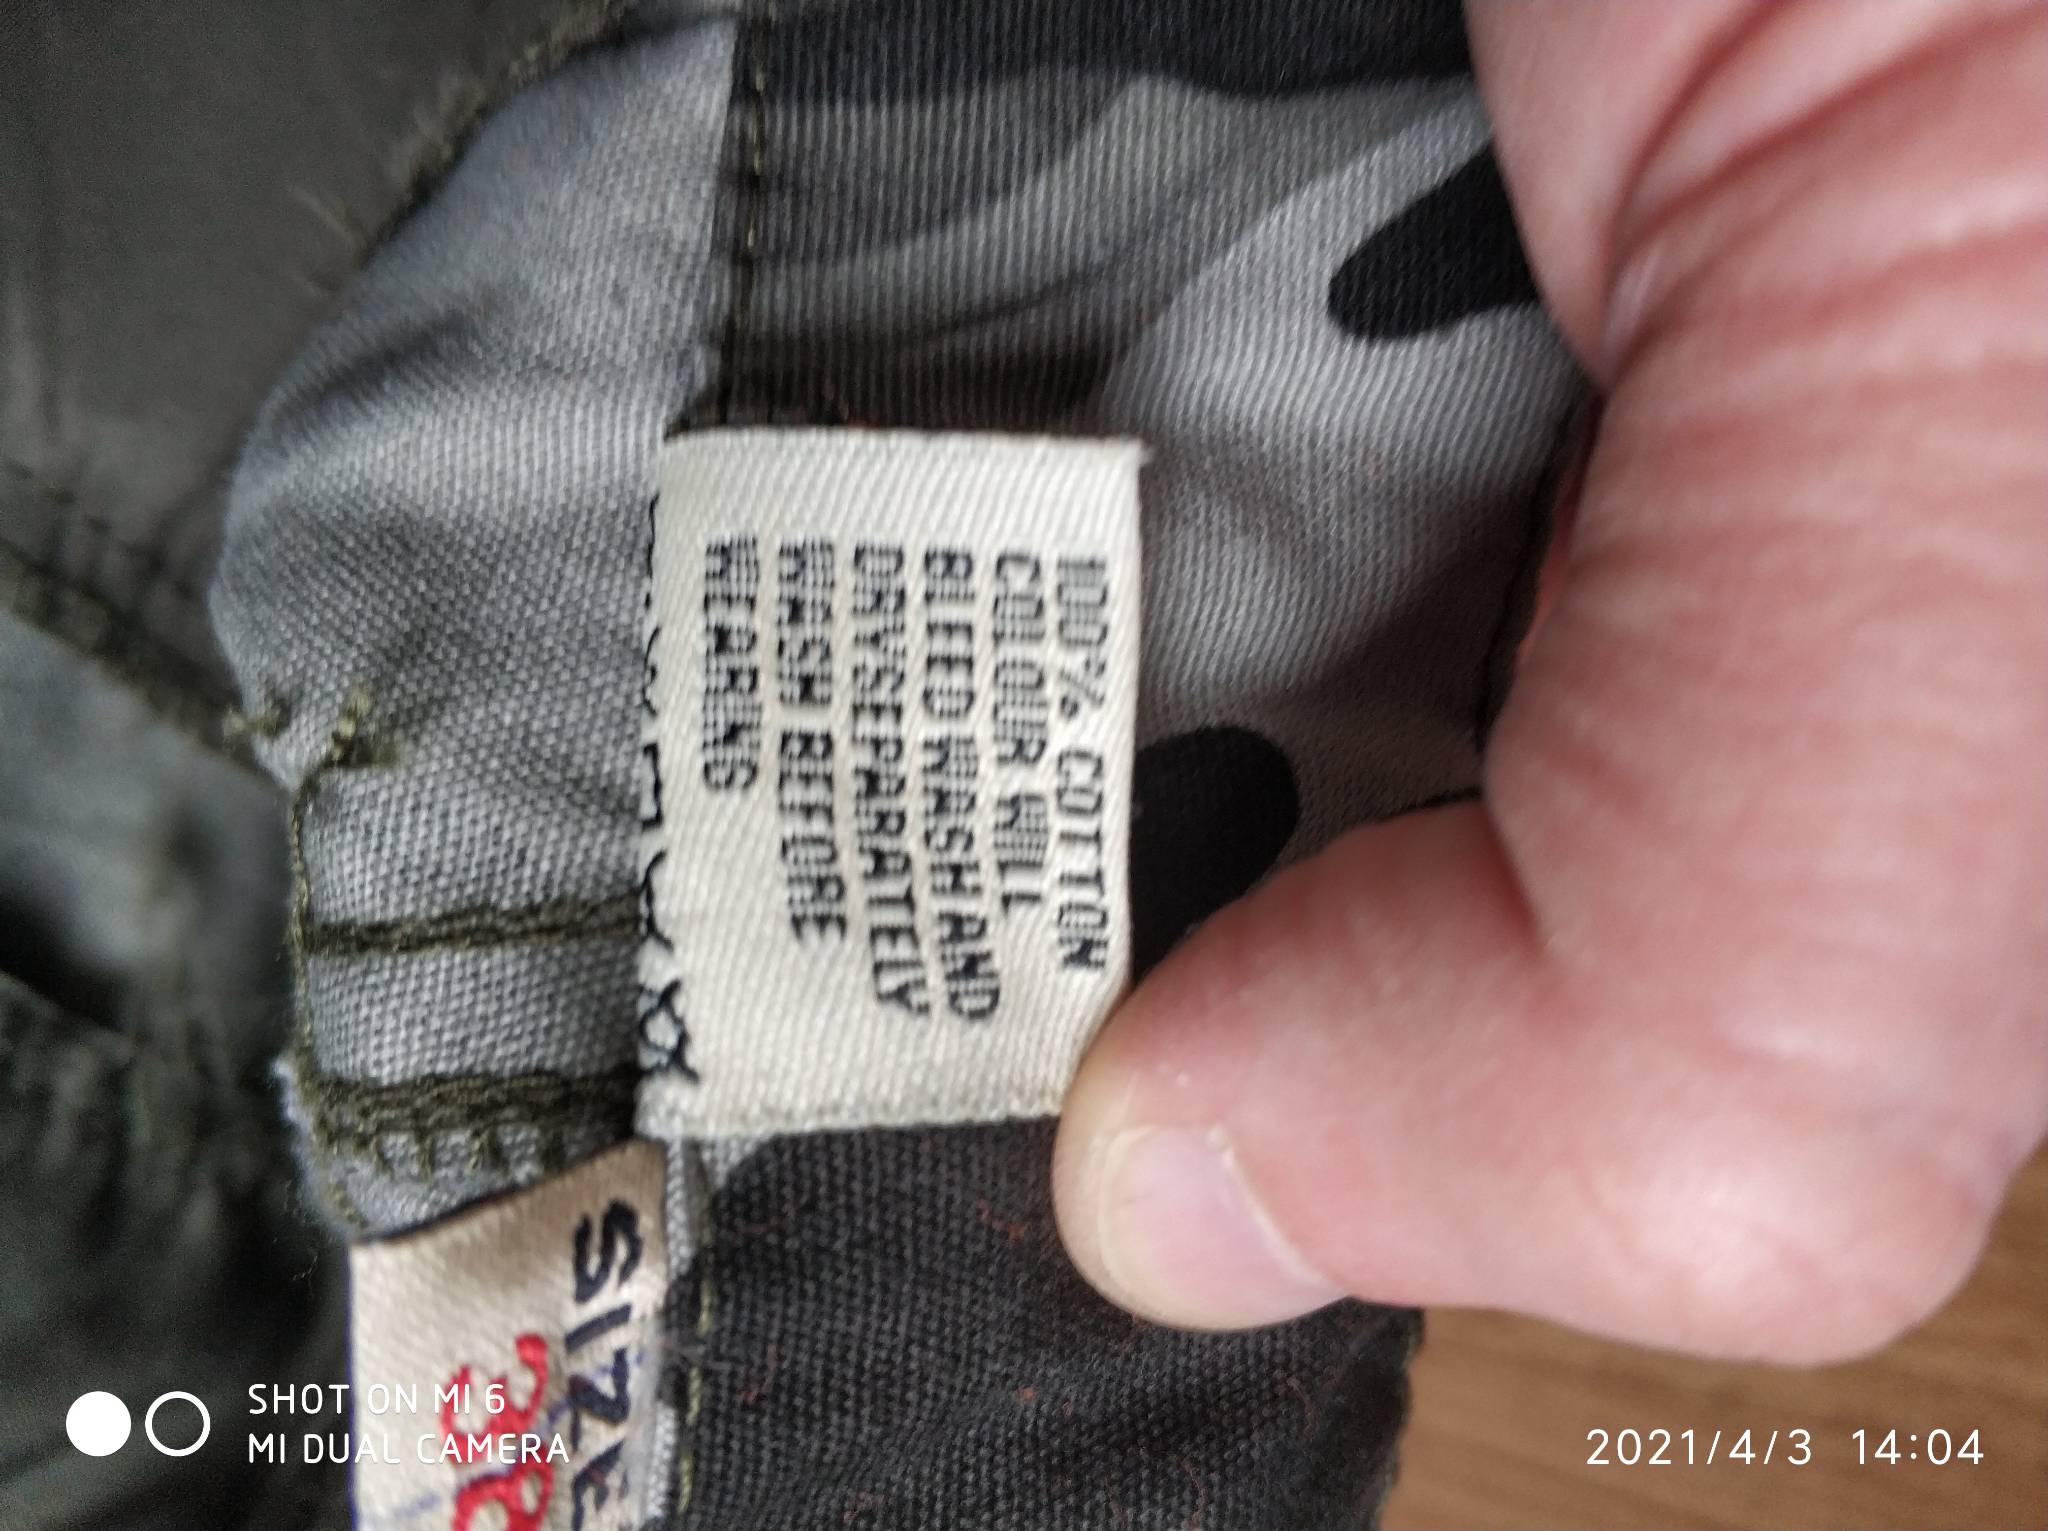 100% COTTON
COLOUR WILL
BLEED WASH AND
DRY SEPARATELY
WASH BEFORE
WEARING
SIZE
SHOT ON MI 6
MI DUAL CAMERA
2021/4/3 14:04